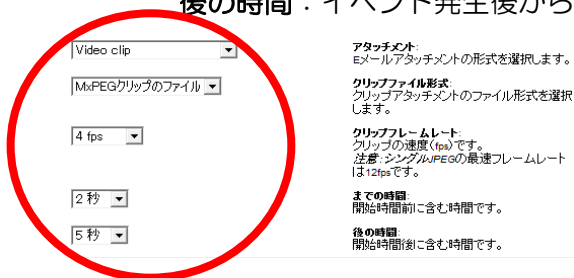 後の時間：イベント発生後から
Video clip
アタッチメント:
Eメールアタッチメントの形式を選択します。
MxPEGクリップのファイル
クリップファイル形式:
クリップアタッチメントのファイル形式を選択
します。
4 fps
クリップフレームレート:
クリップの速度(fps)です。
注意:シングルJPEGの最速フレームレート
は12fpsです。
2 秒
までの時間:
開始時間前に含む時間です。
5 秒
後の時間:
開始時間後に含む時間です。